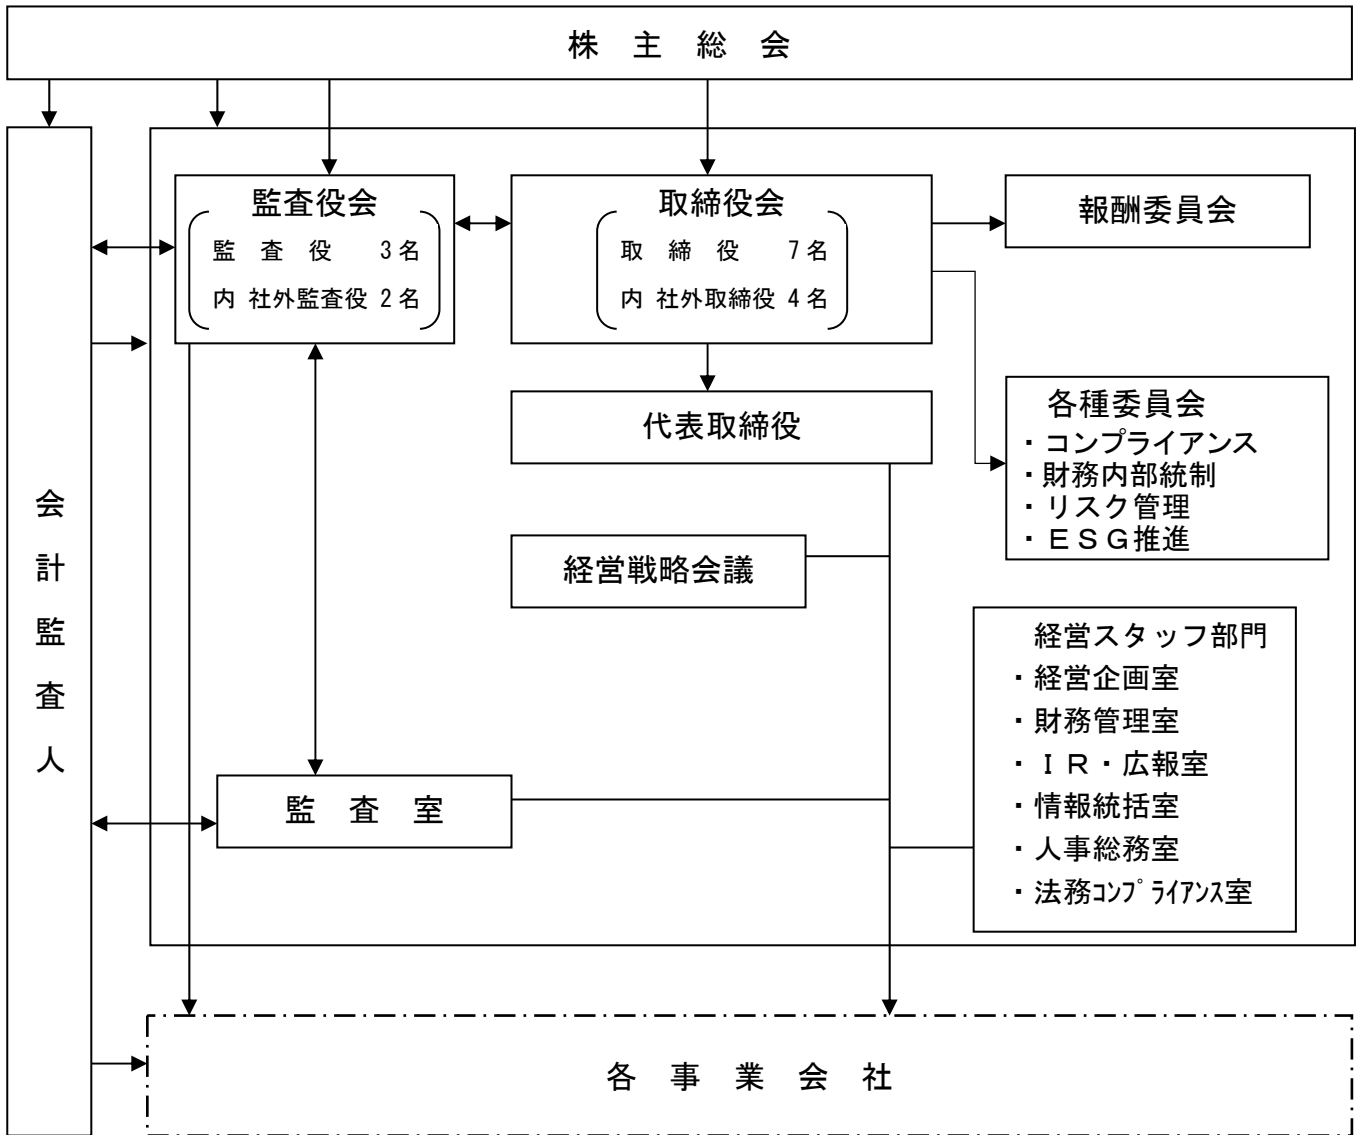 株 主 総 会
監査役会
監 査 役 3名
内 社外監査役 2名
取締役会
取 締 役 7名
内 社外取締役 4名
報酬委員会
代表取締役
各種委員会
・コンプライアンス
・財務内部統制
・リスク管理
・ESG推進
経営戦略会議
経営スタッフ部門
・経営企画室
・財務管理室
・IR・広報室
・情報統括室
・人事総務室
・法務コンプライアンス室
監 査 室
会計監査人
各 事 業 会 社